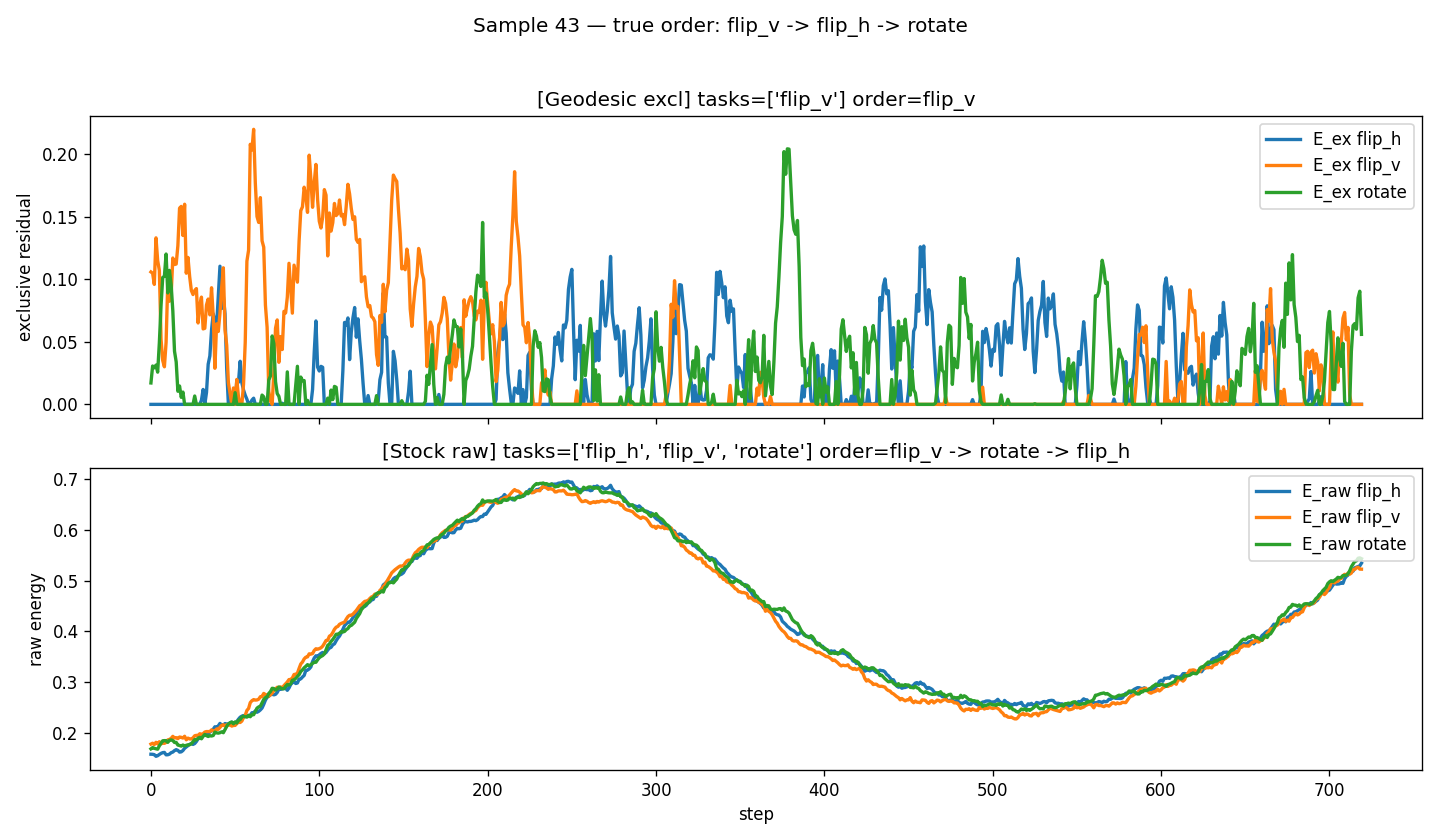 Sample 43 — true order: flip_v -> flip_h -> rotate
[Geodesic excl] tasks=['flip_v'] order=flip_v
exclusive residual
0.20
0.15
0.10
0.05
0.00
E_ex flip_h
E_ex flip_v
E_ex rotate
[Stock raw] tasks=['flip_h', 'flip_v', 'rotate'] order=flip_v -> rotate -> flip_h
raw energy
0.7
0.6
0.5
0.4
0.3
0.2
E_raw flip_h
E_raw flip_v
E_raw rotate
0 100 200 300 400 500 600 700
step